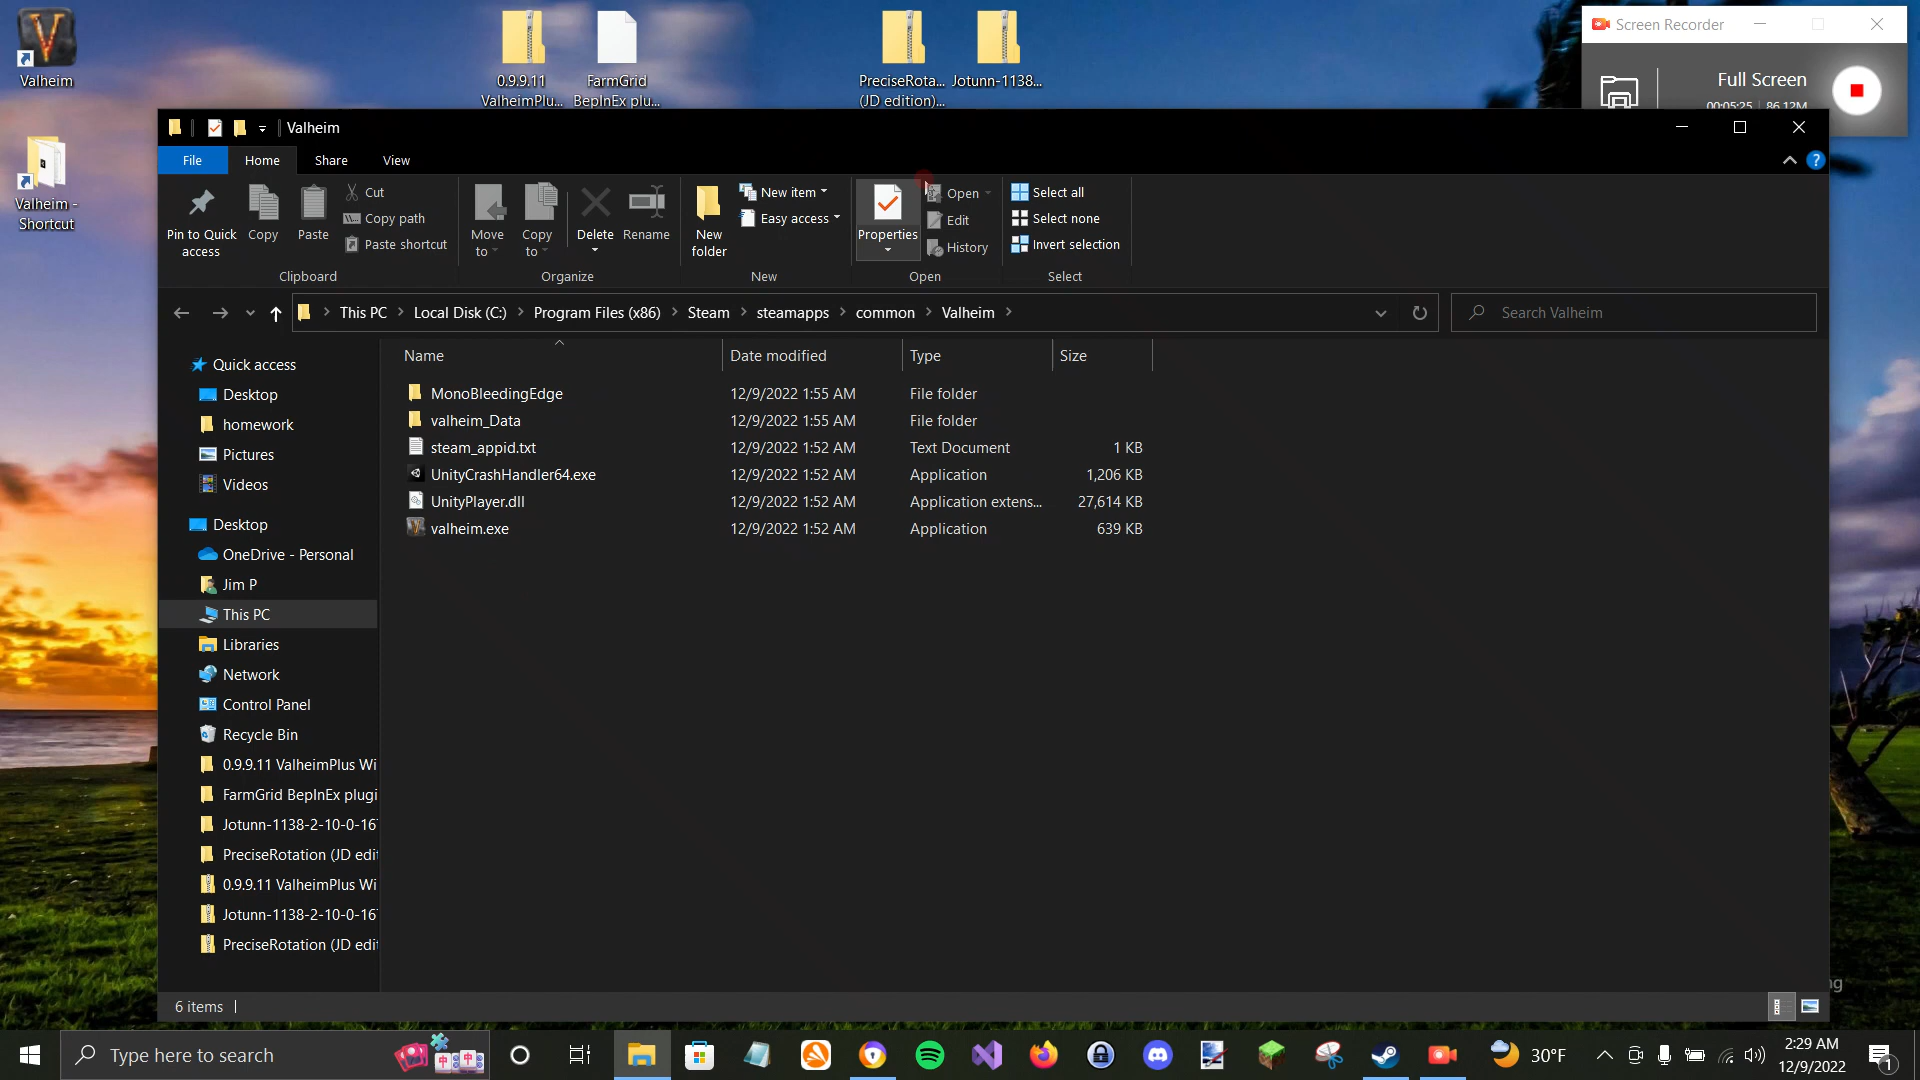 Valheim
Valheim -
Shortcut
0.9.9.11
ValheimPlu...
FarmGrid
BepInEx plu...
PreciseRota...
(JD edition)...
Jotunn-1138...
Screen Recorder
Full Screen
00:05:25 | 86.12M
Valheim
File Home Share View
Pin to Quick
access
Copy
Paste
Cut
Copy path
Paste shortcut
Clipboard
Move
to
Copy
to
Delete
Rename
Organize
New
folder
New item
Easy access
New
Properties
Open
Edit
History
Open
Select all
Select none
Invert selection
Select
This PC > Local Disk (C:) > Program Files (x86) > Steam > steamapps > common > Valheim >
Search Valheim
Quick access
Desktop
homework
Pictures
Videos
Desktop
OneDrive - Personal
Jim P
This PC
Libraries
Network
Control Panel
Recycle Bin
0.9.9.11 ValheimPlus Wi
FarmGrid BepInEx plugi
Jotunn-1138-2-10-0-16
PreciseRotation (JD edit
0.9.9.11 ValheimPlus Wi
Jotunn-1138-2-10-0-16
PreciseRotation (JD edit
Name Date modified Type Size
MonoBleedingEdge 12/9/2022 1:55 AM File folder
valheim_Data 12/9/2022 1:55 AM File folder
steam_appid.txt 12/9/2022 1:52 AM Text Document 1 KB
UnityCrashHandler64.exe 12/9/2022 1:52 AM Application 1,206 KB
UnityPlayer.dll 12/9/2022 1:52 AM Application extens... 27,614 KB
valheim.exe 12/9/2022 1:52 AM Application 639 KB
6 items
Type here to search
30°F
2:29 AM
12/9/2022
1